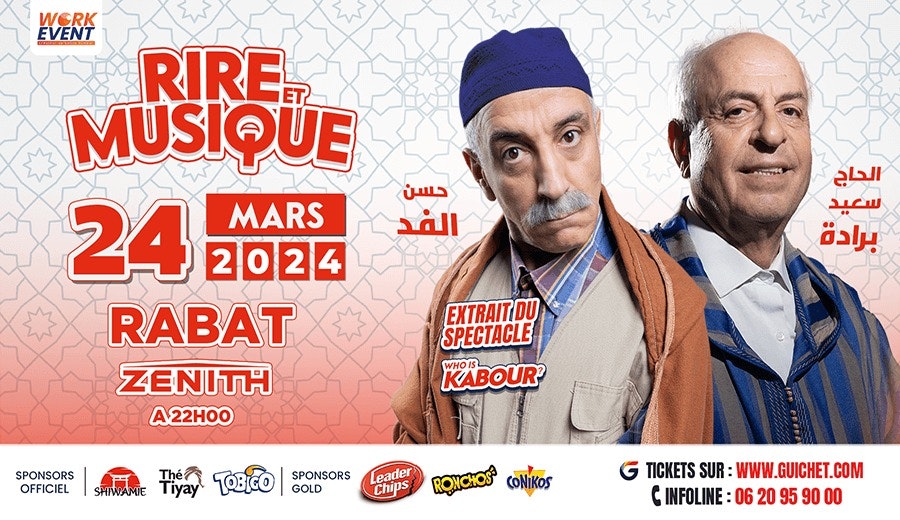 WORK
EVENT
RIRE ET
MUSIQUE
24
MARS
2024
RABAT
ZENITH
A 22H00
حسن
الفد
الحاج
سعيد
برادة
EXTRAIT DU
SPECTACLE
WHO IS
KABOUR?
SPONSORS
OFFICIEL
SHIWAMIE
Thé
Tiyay
TOBIGO
SPONSORS
GOLD
Leader
Chips
RONCHOS
CONIKOS
TICKETS SUR : WWW.GUICHET.COM
INFOLINE : 06 20 95 90 00